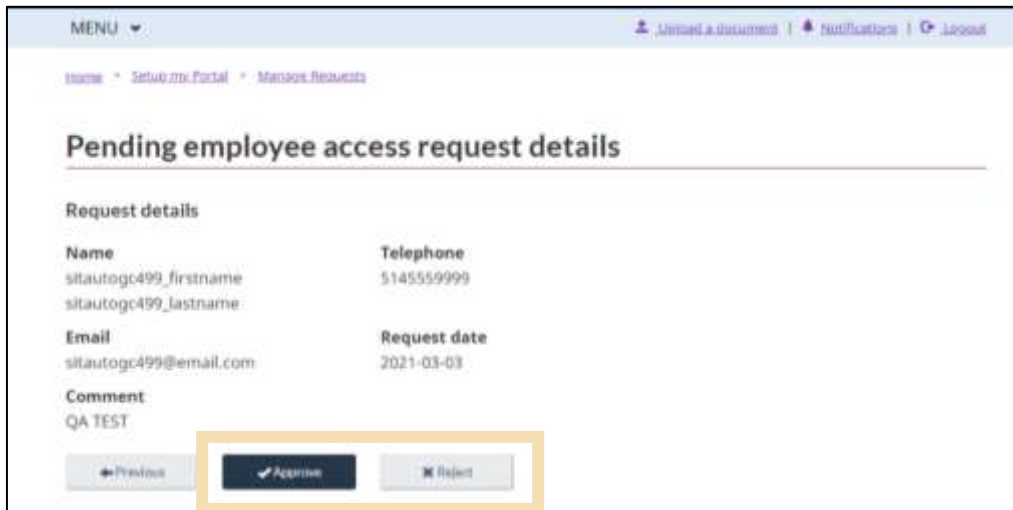 MENU
Upload a document | Notifications | Logout
Home Setup my Portal Manage Requests
Pending employee access request details
Request details
Name Telephone
sitautogc499_firstname 5145559999
sitautogc499_lastname
Email Request date
sitautogc499@email.com 2021-03-03
Comment
QA TEST
Previous Approve Reject